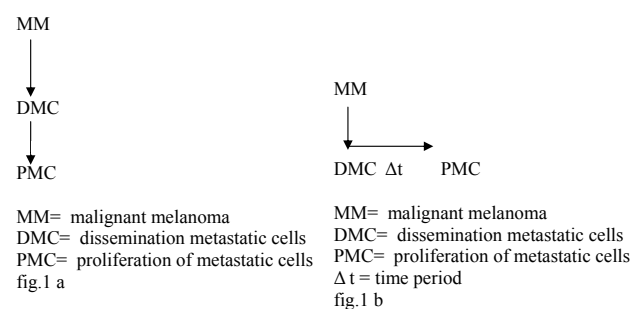 MM
DMC
PMC
MM= malignant melanoma
DMC= dissemination metastatic cells
PMC= proliferation of metastatic cells
fig.1 a
MM
DMC Δt PMC
MM= malignant melanoma
DMC= dissemination metastatic cells
PMC= proliferation of metastatic cells
Δ t = time period
fig.1 b